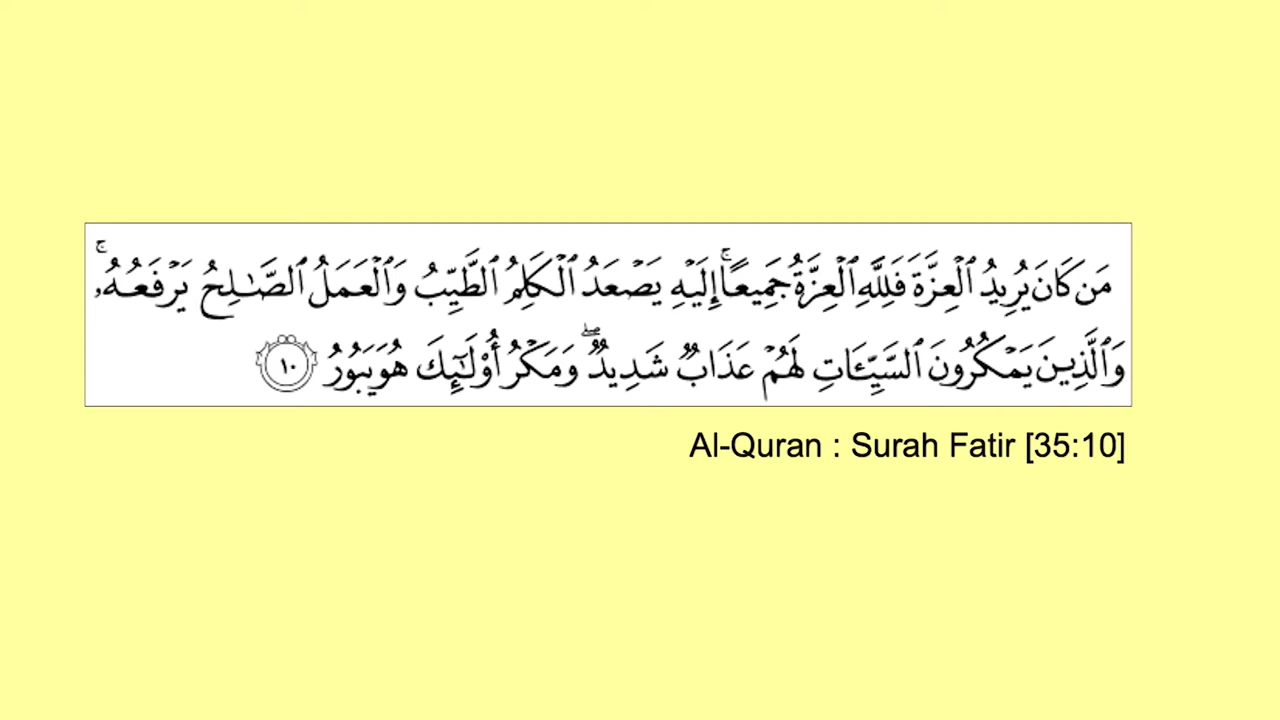 مَن كَانَ يُرِيدُ ٱلْعِزَّةَ فَلِلَّهِ ٱلْعِزَّةُ جَمِيعًا ۚ إِلَيْهِ يَصْعَدُ ٱلْكَلِمُ ٱلطَّيِّبُ وَٱلْعَمَلُ ٱلصَّـٰلِحُ يَرْفَعُهُۥ ۚ
وَٱلَّذِينَ يَمْكُرُونَ ٱلسَّيِّـَٔاتِ لَهُمْ عَذَابٌ شَدِيدٌ ۖ وَمَكْرُ أُو۟لَـٰٓئِكَ هُوَ يَبُورُ ١٠
Al-Quran : Surah Fatir [35:10]